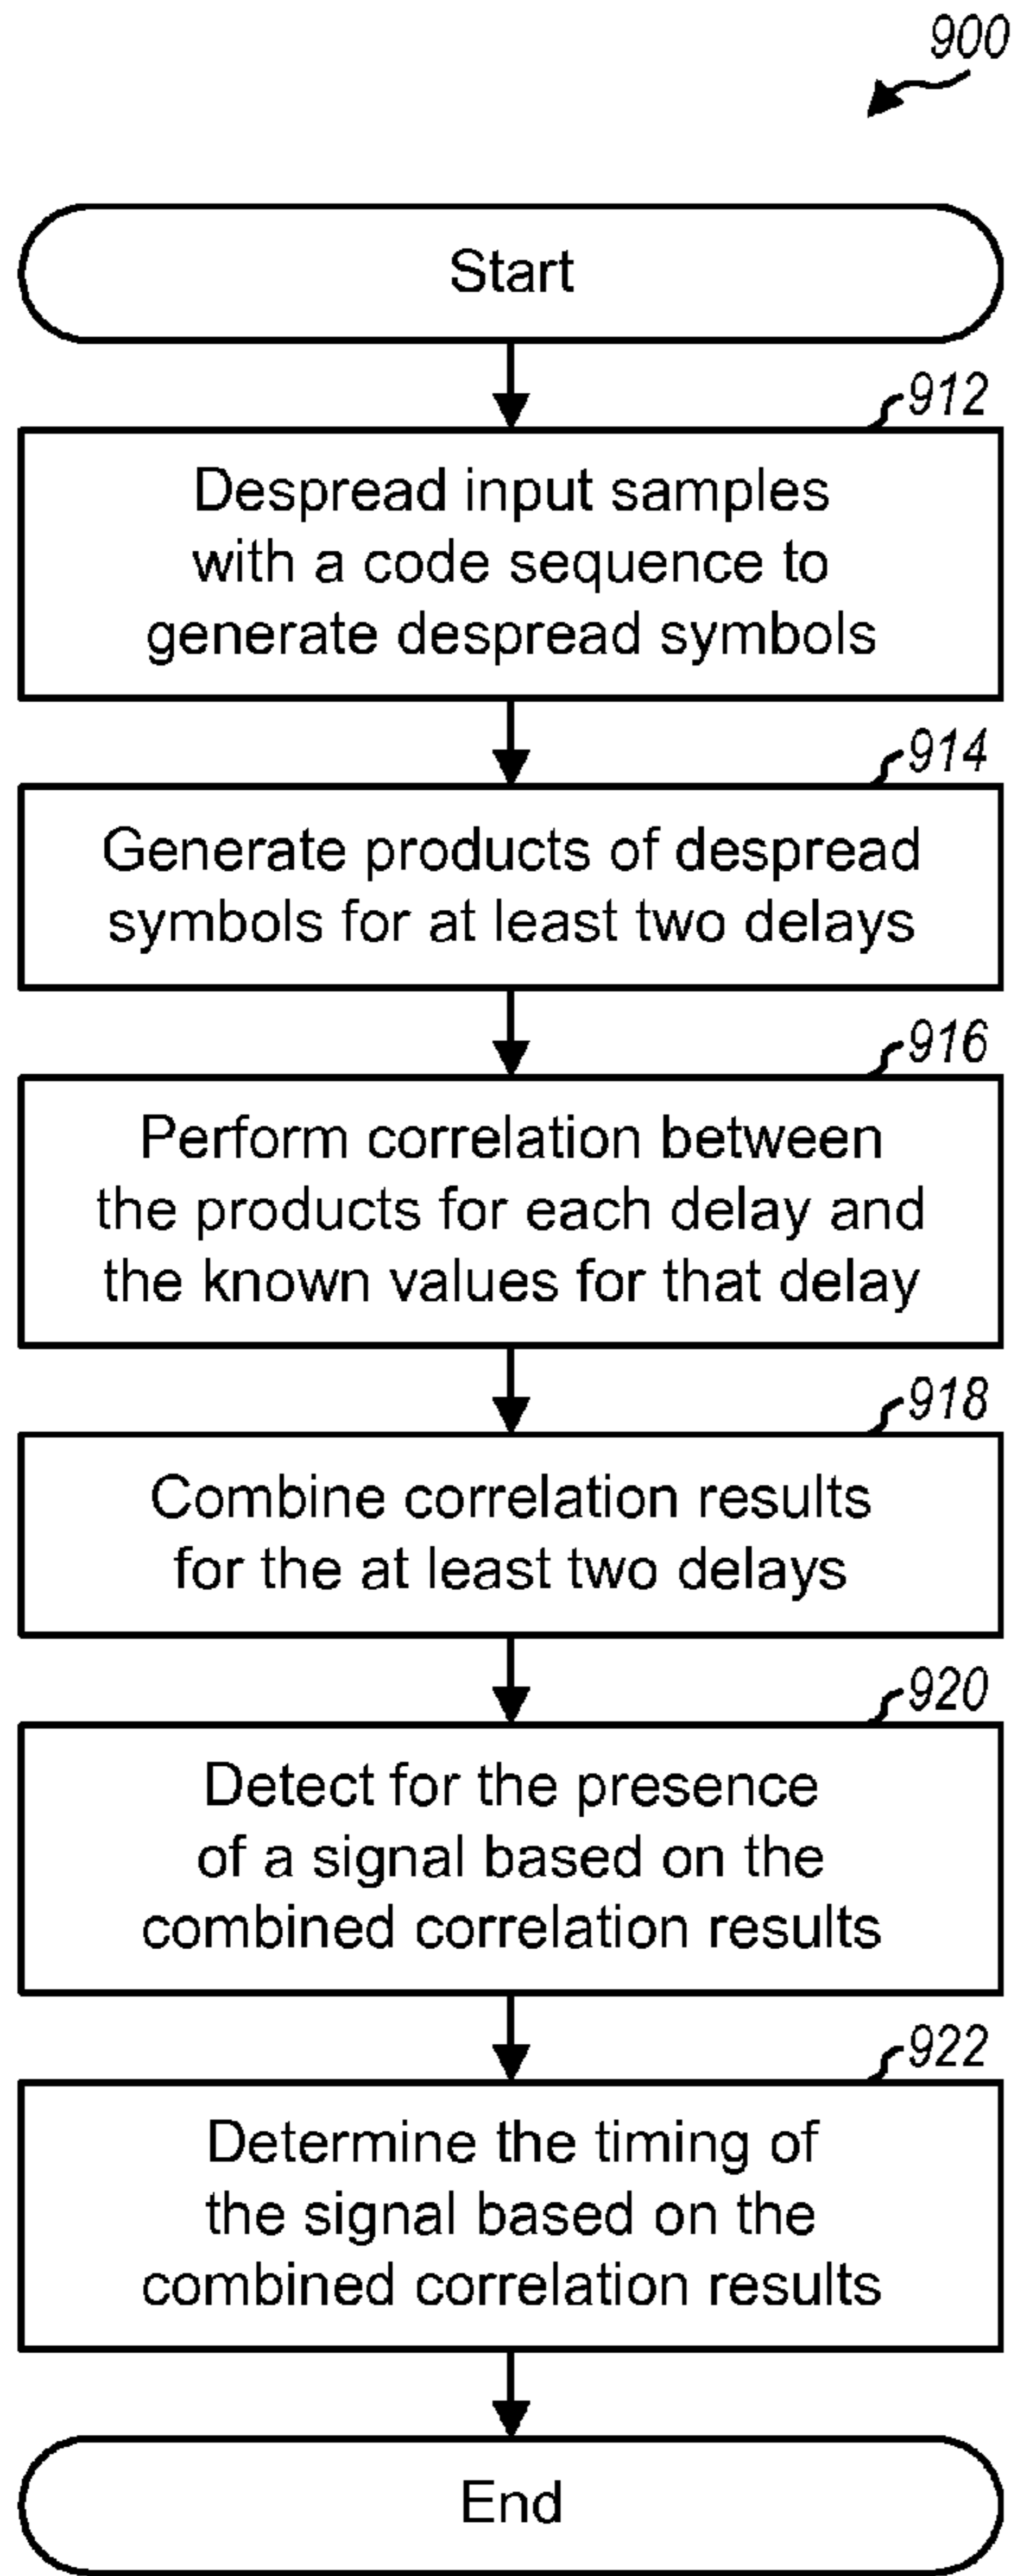 900
Start
912
Despread input samples
with a code sequence to
generate despread symbols
914
Generate products of despread
symbols for at least two delays
916
Perform correlation between
the products for each delay and
the known values for that delay
918
Combine correlation results
for the at least two delays
920
Detect for the presence
of a signal based on the
combined correlation results
922
Determine the timing of
the signal based on the
combined correlation results
End